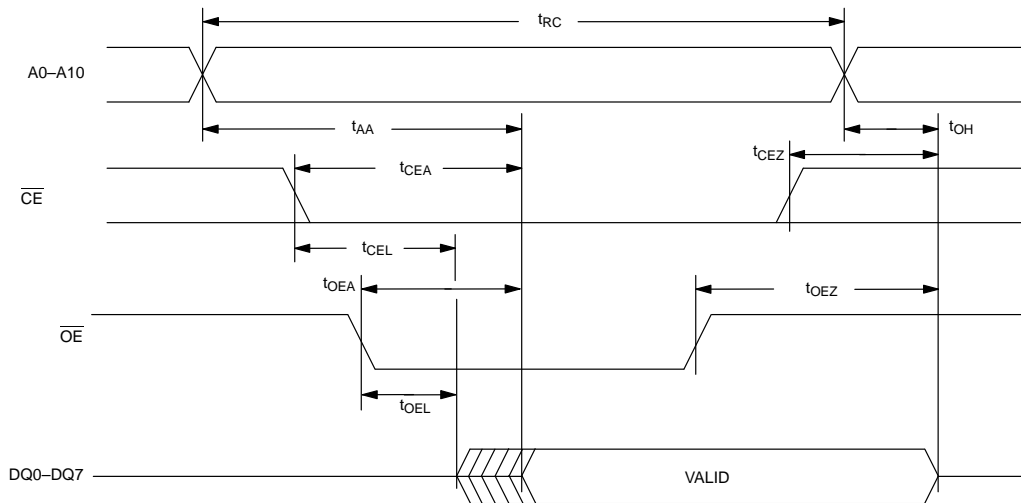 tRC
A0–A10
tAA
tOH
tCEZ
tCEA
CE
tCEL
tOEA
tOEZ
OE
tOEL
DQ0–DQ7
VALID